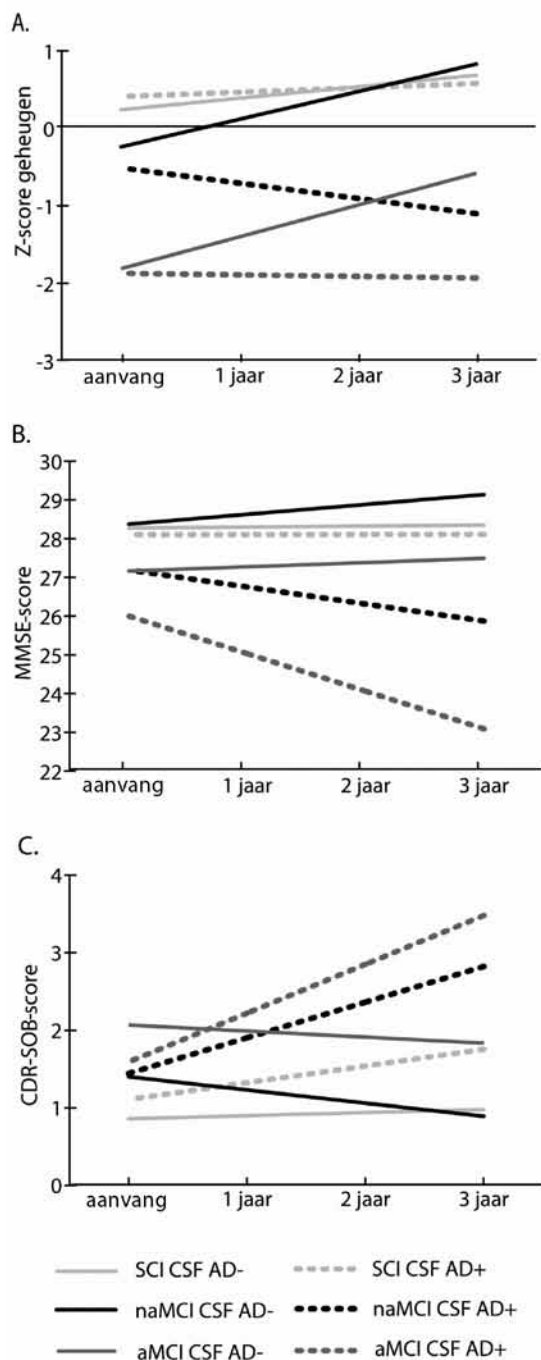 A.
Z-score geheugen
1
0
-1
-2
-3
aanvang 1 jaar 2 jaar 3 jaar
B.
MMSE-score
30
29
28
27
26
25
24
23
22
aanvang 1 jaar 2 jaar 3 jaar
C.
CDR-SOB-score
4
3
2
1
0
aanvang 1 jaar 2 jaar 3 jaar
SCI CSF AD- SCI CSF AD+
naMCI CSF AD- naMCI CSF AD+
aMCI CSF AD- aMCI CSF AD+